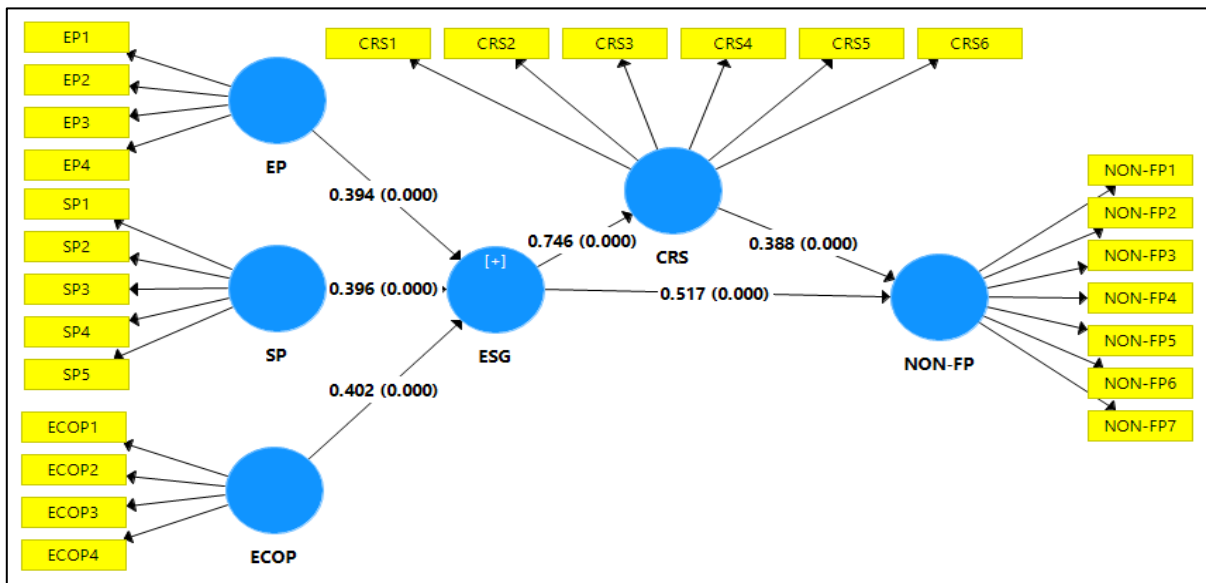 EP1
EP2
EP3
EP4
EP
SP1
SP2
SP3
SP4
SP5
SP
ECOP1
ECOP2
ECOP3
ECOP4
ECOP
0.394 (0.000)
0.396 (0.000)
0.402 (0.000)
[+]
ESG
CRS1
CRS2
CRS3
CRS4
CRS5
CRS6
CRS
0.746 (0.000)
0.388 (0.000)
0.517 (0.000)
NON-FP
NON-FP1
NON-FP2
NON-FP3
NON-FP4
NON-FP5
NON-FP6
NON-FP7